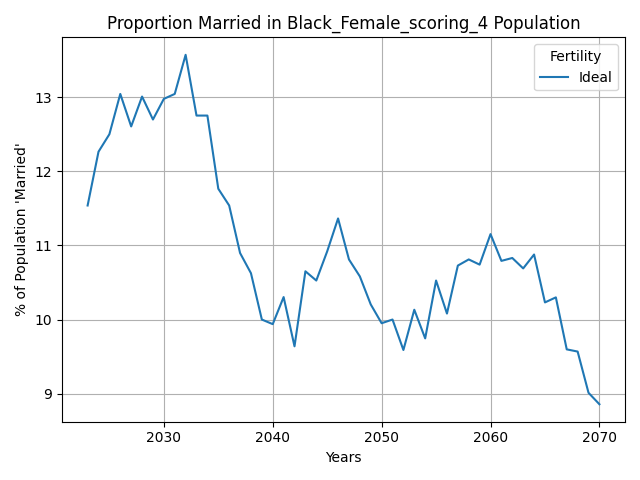 Proportion Married in Black_Female_scoring_4 Population
Fertility
Ideal
% of Population 'Married'
13
12
11
10
9
2030 2040 2050 2060 2070
Years